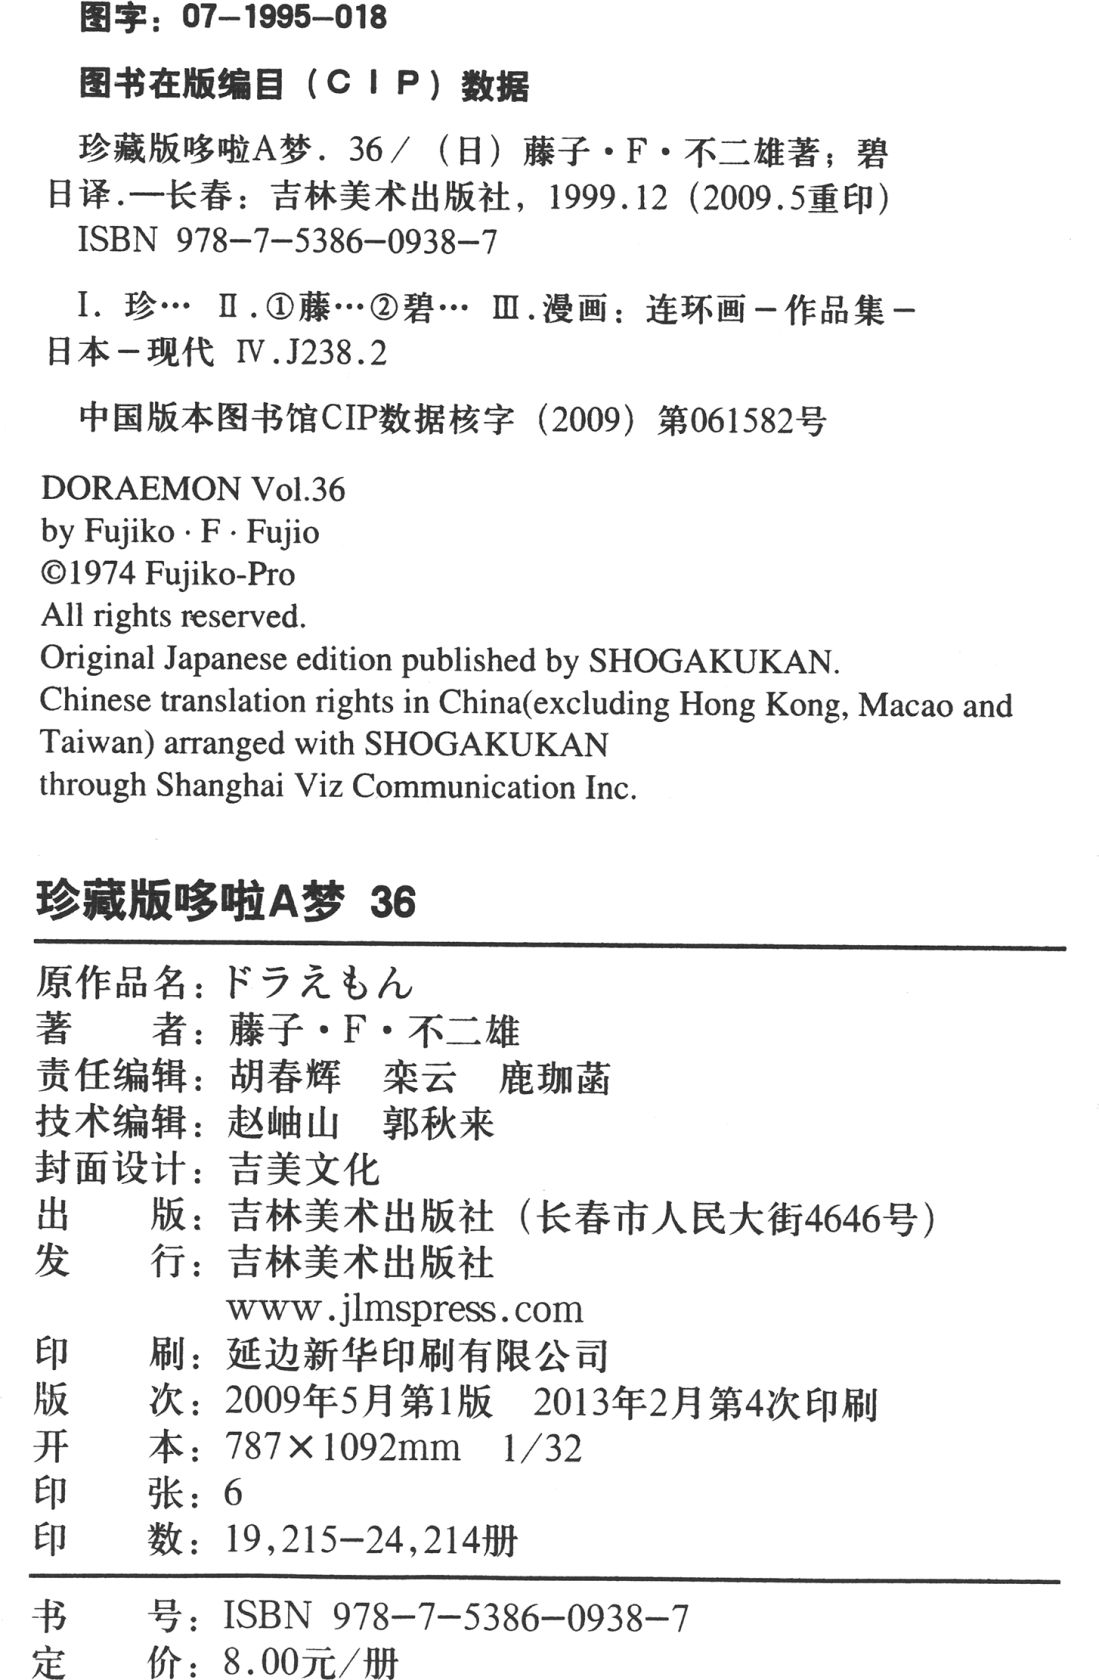 图字：07-1995-018
图书在版编目（CIP）数据
珍藏版哆啦A梦．36／（日）藤子·F·不二雄著；碧
日译．—长春：吉林美术出版社，1999.12（2009.5重印）
ISBN 978-7-5386-0938-7
Ⅰ．珍… Ⅱ．①藤…②碧… Ⅲ．漫画：连环画－作品集－
日本－现代 Ⅳ．J238.2
中国版本图书馆CIP数据核字（2009）第061582号
DORAEMON Vol.36
by Fujiko · F · Fujio
©1974 Fujiko-Pro
All rights reserved.
Original Japanese edition published by SHOGAKUKAN.
Chinese translation rights in China(excluding Hong Kong, Macao and
Taiwan) arranged with SHOGAKUKAN
through Shanghai Viz Communication Inc.
珍藏版哆啦A梦 36
原作品名：ドラえもん
著　　者：藤子·F·不二雄
责任编辑：胡春辉　栾云　鹿珈菡
技术编辑：赵岫山　郭秋来
封面设计：吉美文化
出　　版：吉林美术出版社（长春市人民大街4646号）
发　　行：吉林美术出版社
www.jlmspress.com
印　　刷：延边新华印刷有限公司
版　　次：2009年5月第1版　2013年2月第4次印刷
开　　本：787×1092mm　1/32
印　　张：6
印　　数：19,215-24,214册
书　　号：ISBN 978-7-5386-0938-7
定　　价：8.00元/册